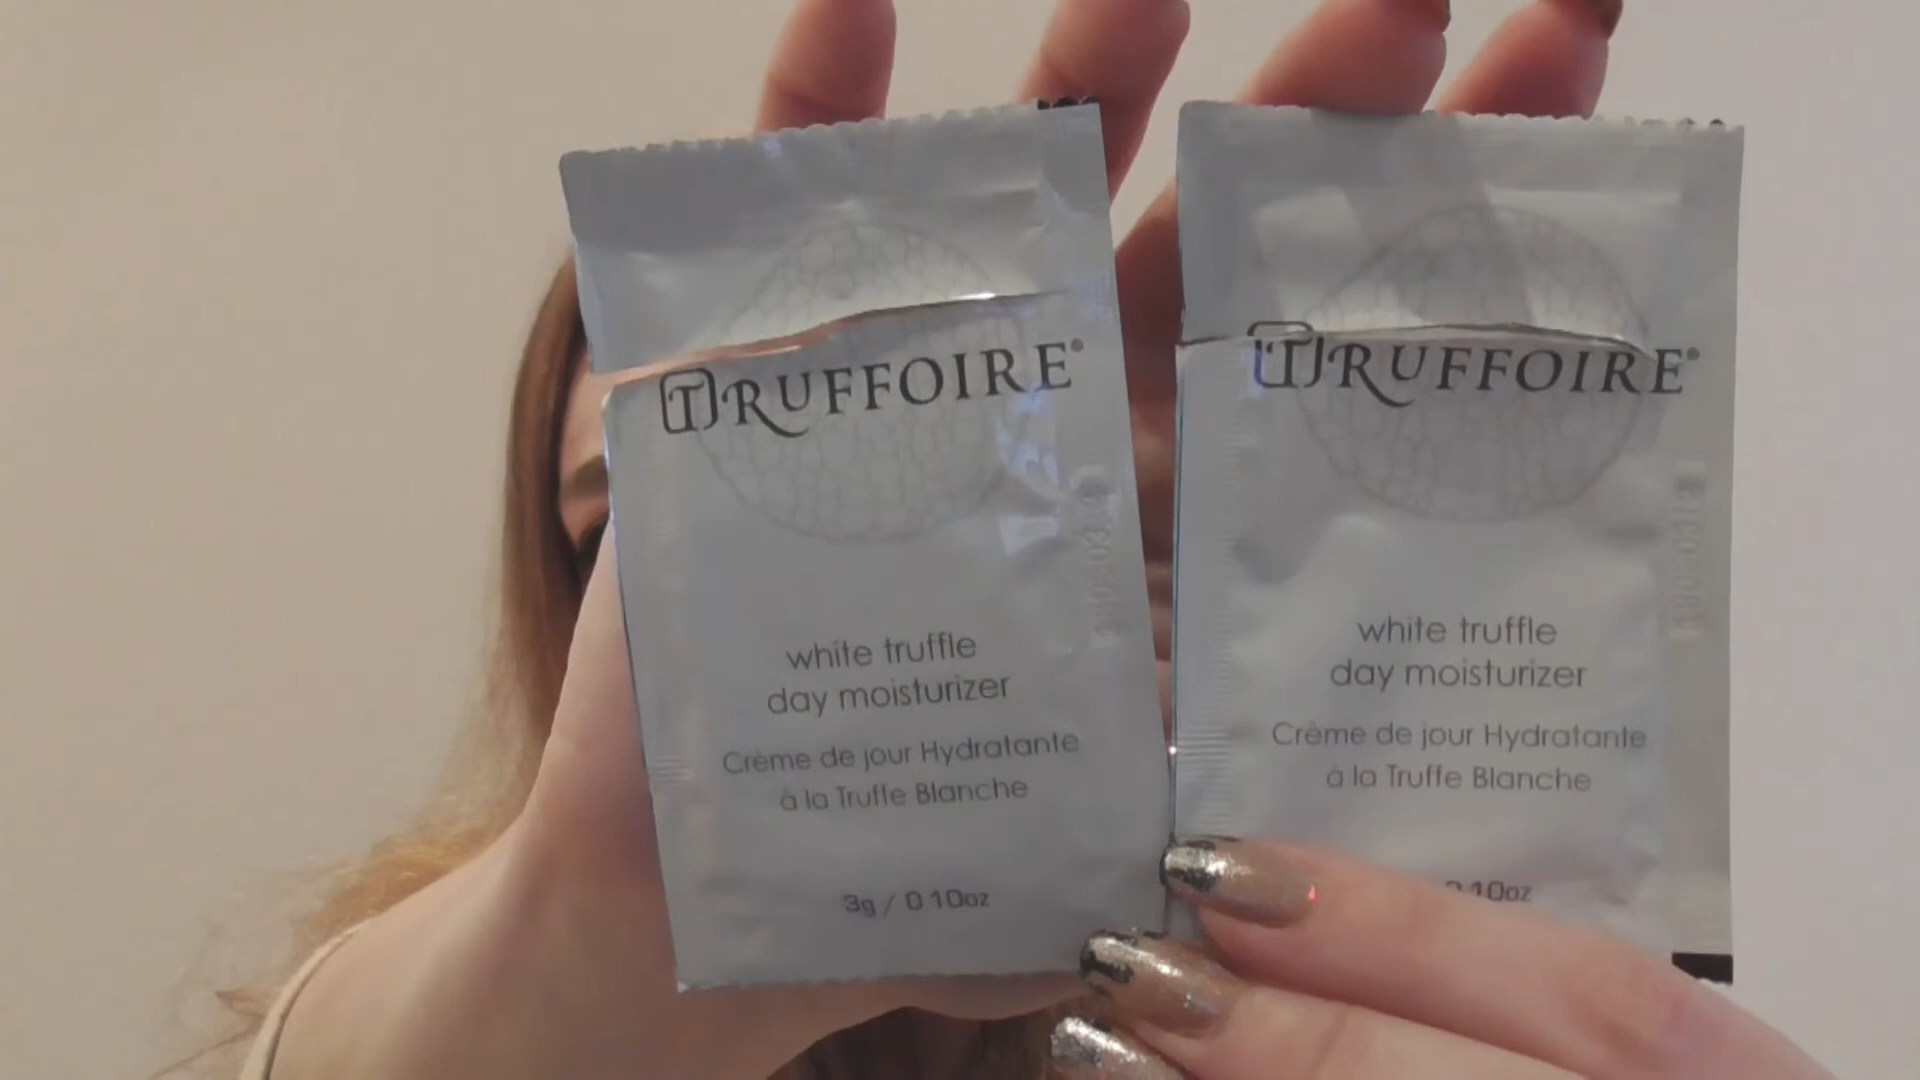 TRUFFOIRE®
white truffle
day moisturizer
Crème de jour Hydratante
à la Truffe Blanche
3g / 0.10oz
TRUFFOIRE®
white truffle
day moisturizer
Crème de jour Hydratante
à la Truffe Blanche
10oz